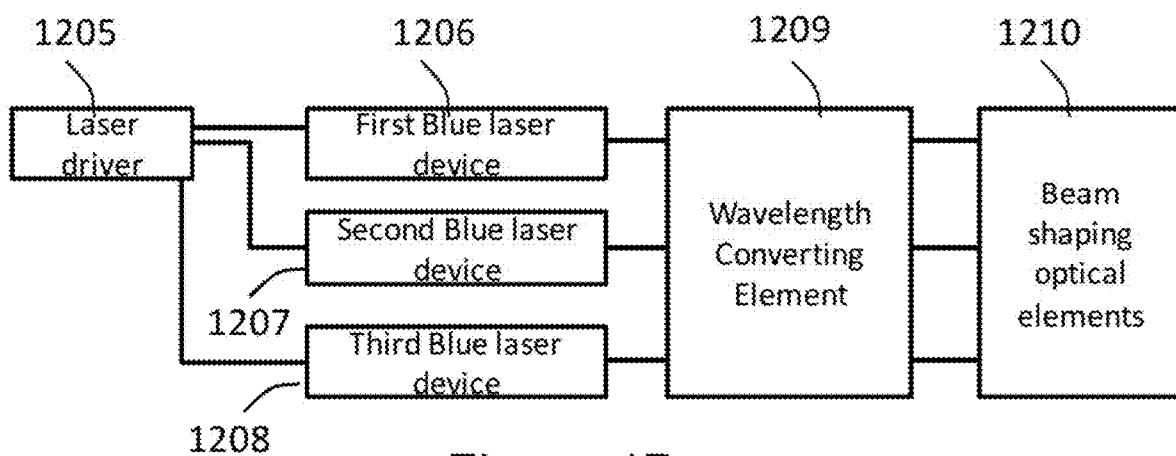 1205
1206
1209
1210
Laser
driver
First Blue laser
device
Second Blue laser
device
1207
Third Blue laser
device
1208
Wavelength
Converting
Element
Beam
shaping
optical
elements